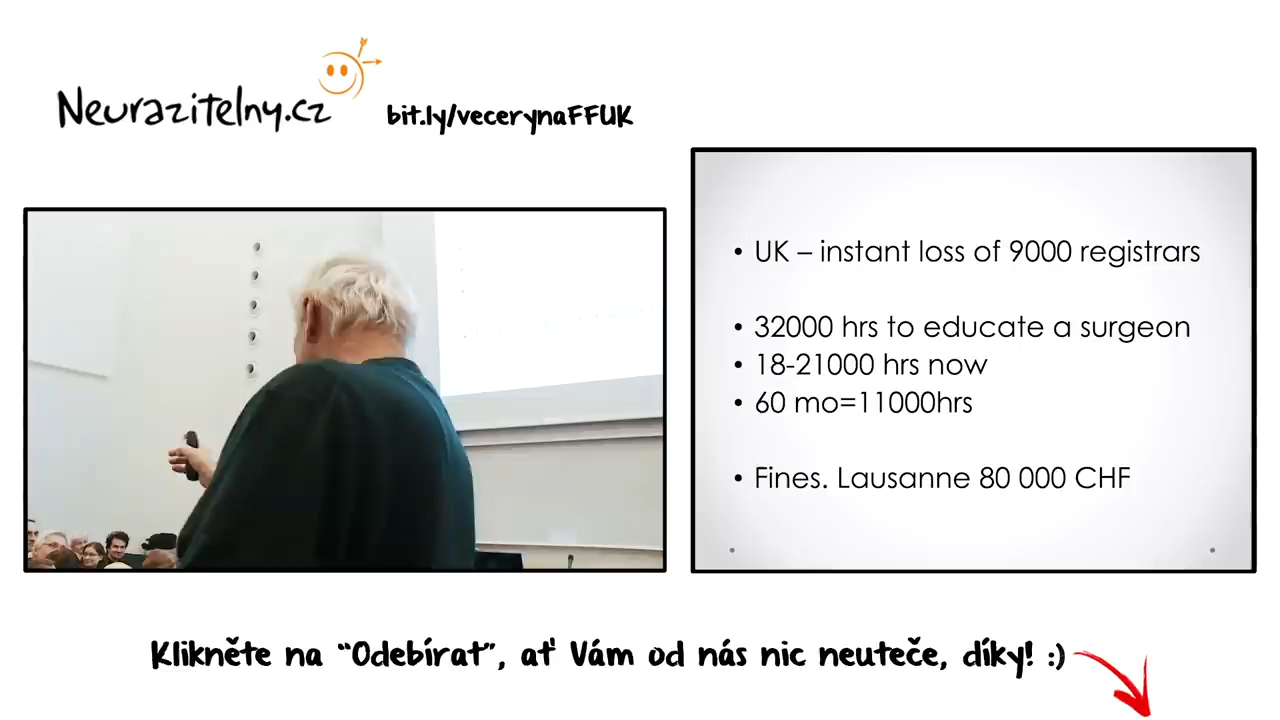 Neurazitelny.cz
bit.ly/vecerynaFFUK
• UK – instant loss of 9000 registrars
• 32000 hrs to educate a surgeon
• 18-21000 hrs now
• 60 mo=11000hrs
• Fines. Lausanne 80 000 CHF
Klikněte na “Odebírat”, ať Vám od nás nic neuteče, díky! :)